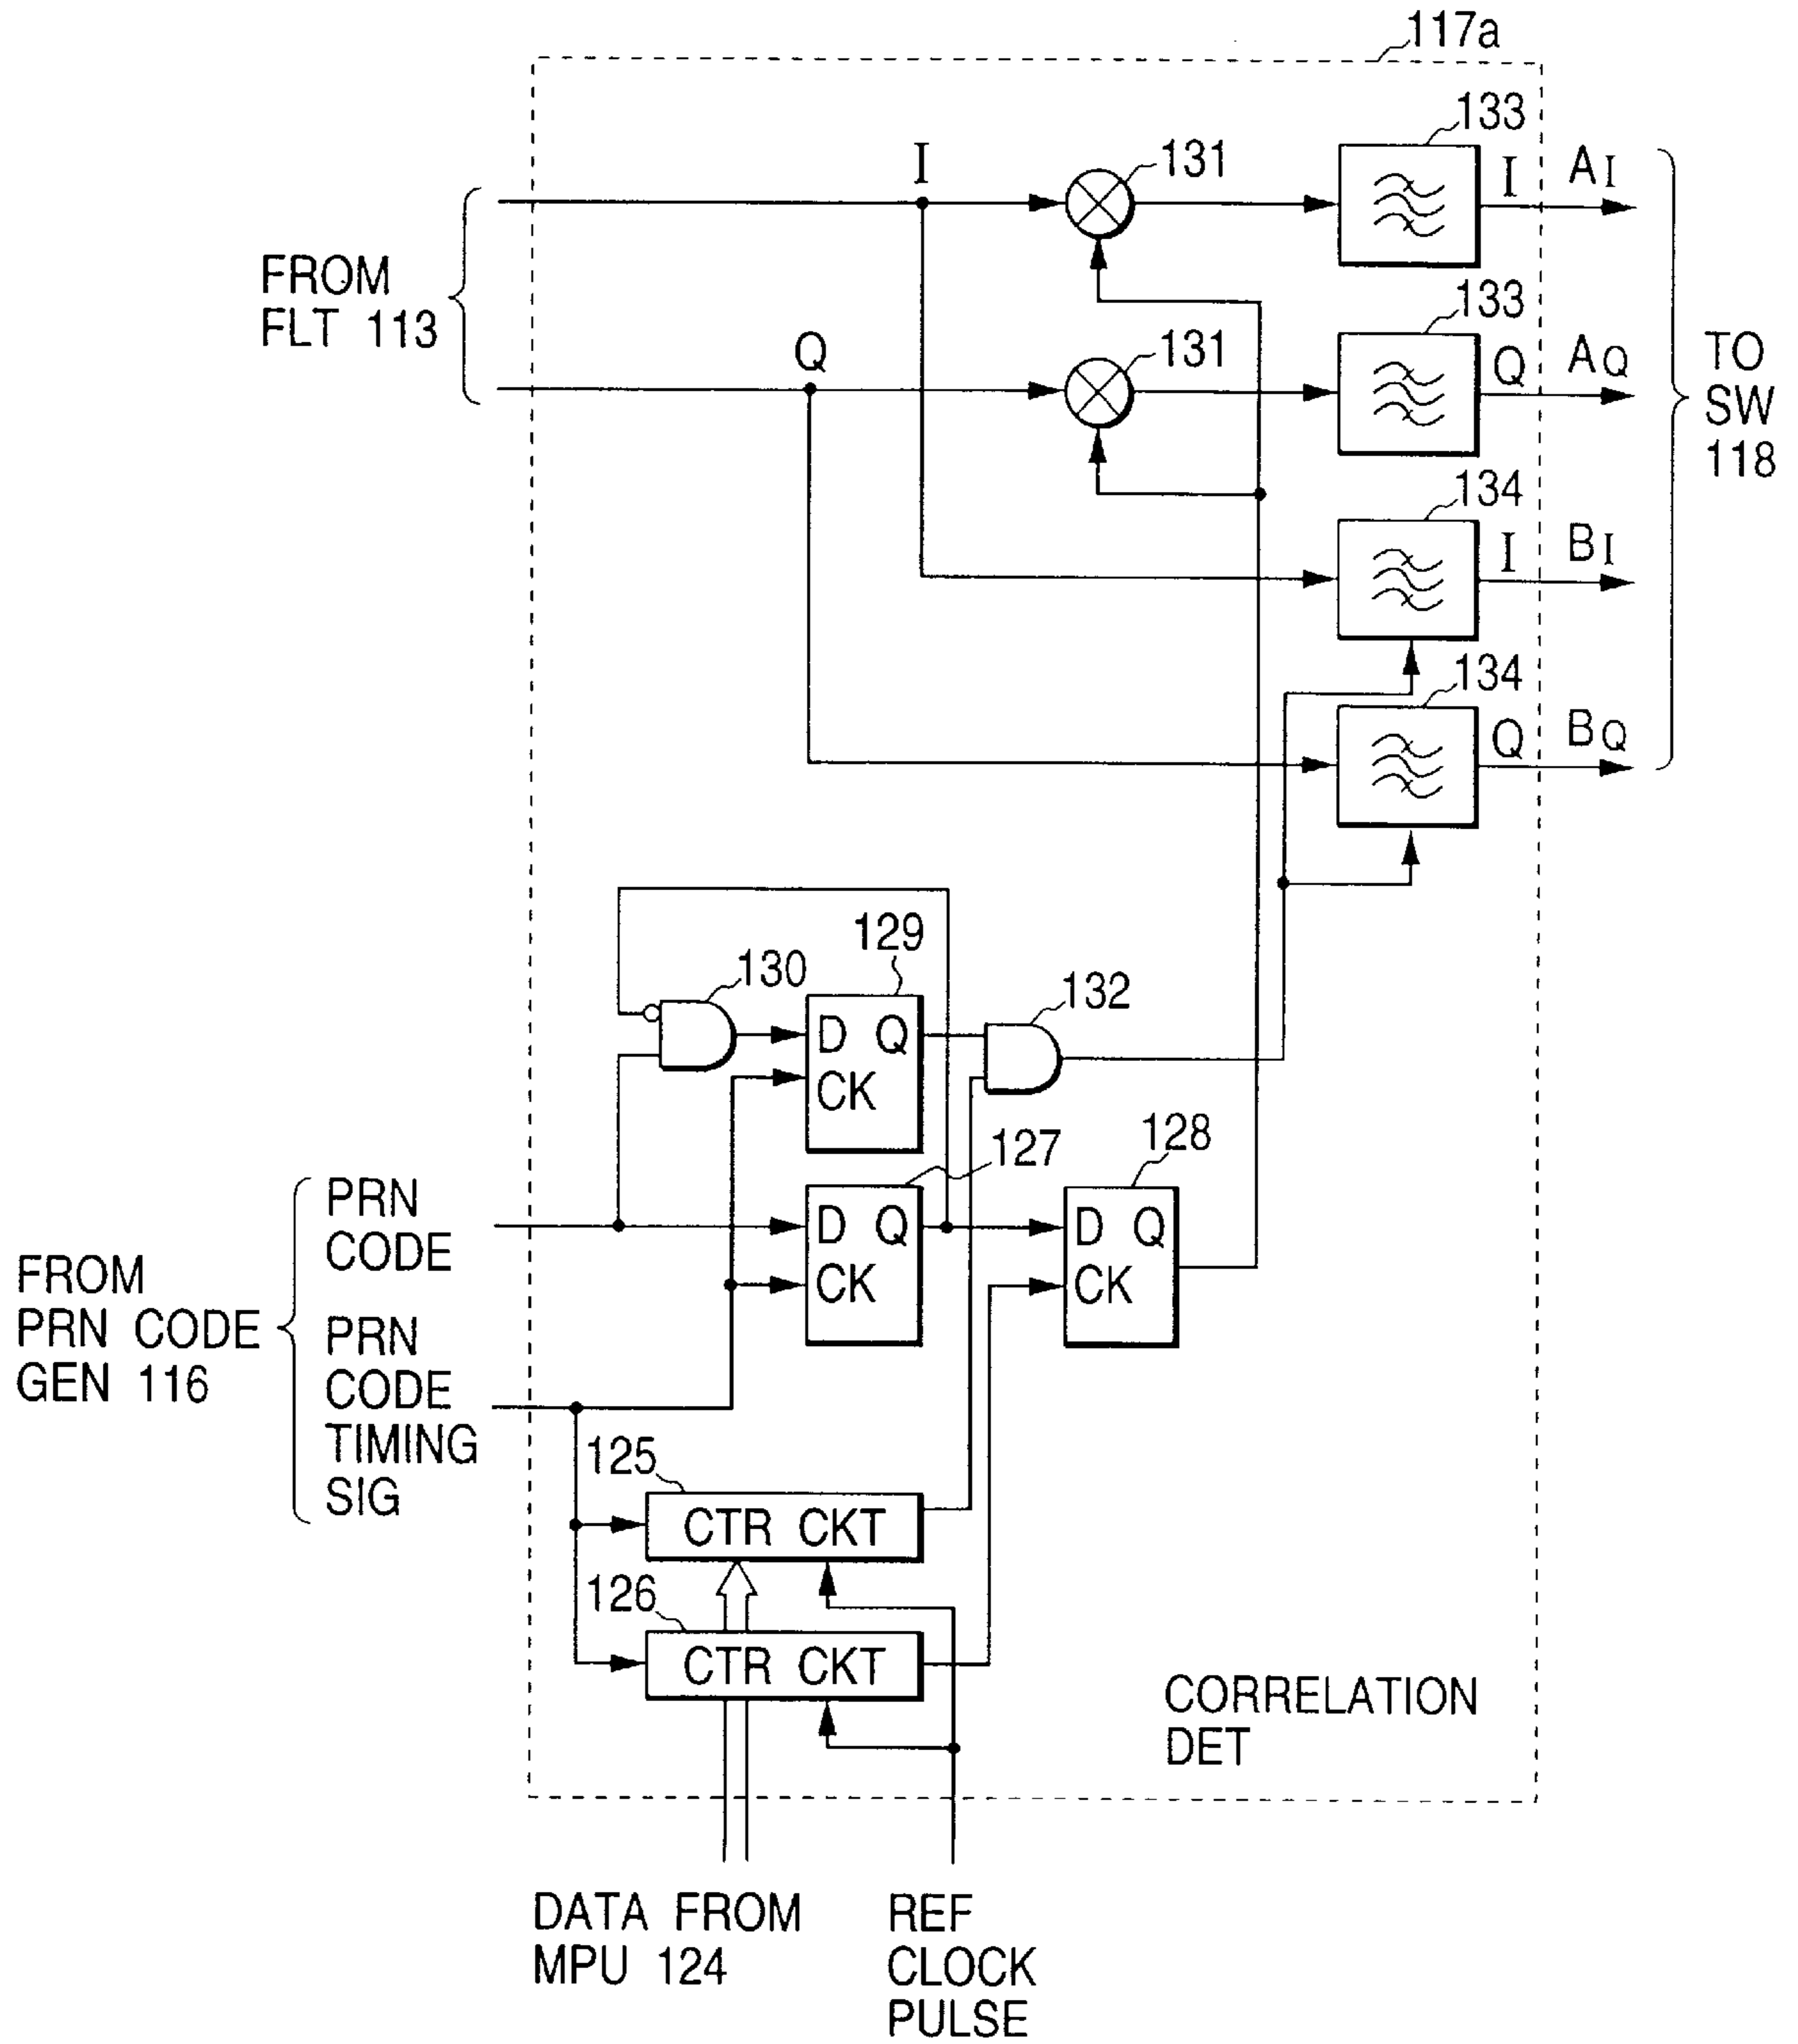 117a
133
I
131
I
AI
FROM
FLT 113
133
Q
131
Q
AQ
TO
SW
118
134
I
BI
134
Q
BQ
129
130
132
D Q
CK
127
128
PRN
CODE
D Q
CK
D Q
CK
FROM
PRN CODE
GEN 116
PRN
CODE
TIMING
SIG
125
CTR CKT
126
CTR CKT
CORRELATION
DET
DATA FROM
MPU 124
REF
CLOCK
PULSE